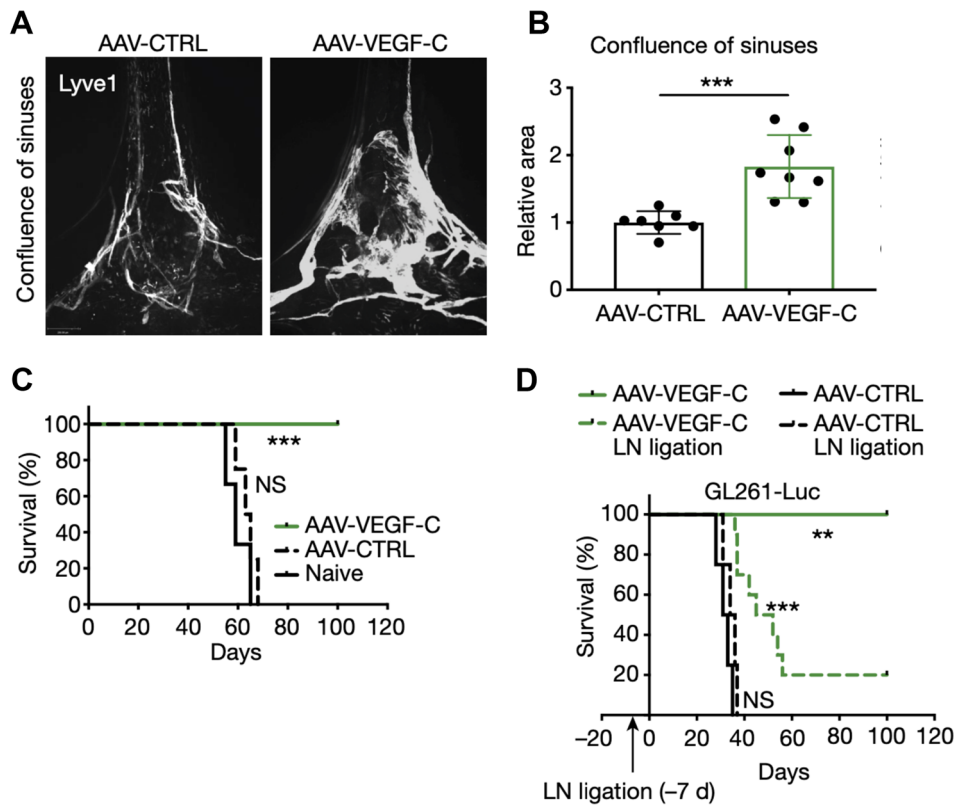 A
AAV-CTRL
AAV-VEGF-C
Confluence of sinuses
Lyve1
B
Confluence of sinuses
***
Relative area
3
2
1
0
AAV-CTRL
AAV-VEGF-C
C
Survival (%)
100
80
60
40
20
0
***
NS
AAV-VEGF-C
AAV-CTRL
Naive
0 20 40 60 80 100 120
Days
D
AAV-VEGF-C
AAV-CTRL
AAV-VEGF-C
LN ligation
AAV-CTRL
LN ligation
GL261-Luc
Survival (%)
100
80
60
40
20
**
***
NS
–20 0 20 40 60 80 100 120
Days
LN ligation (–7 d)